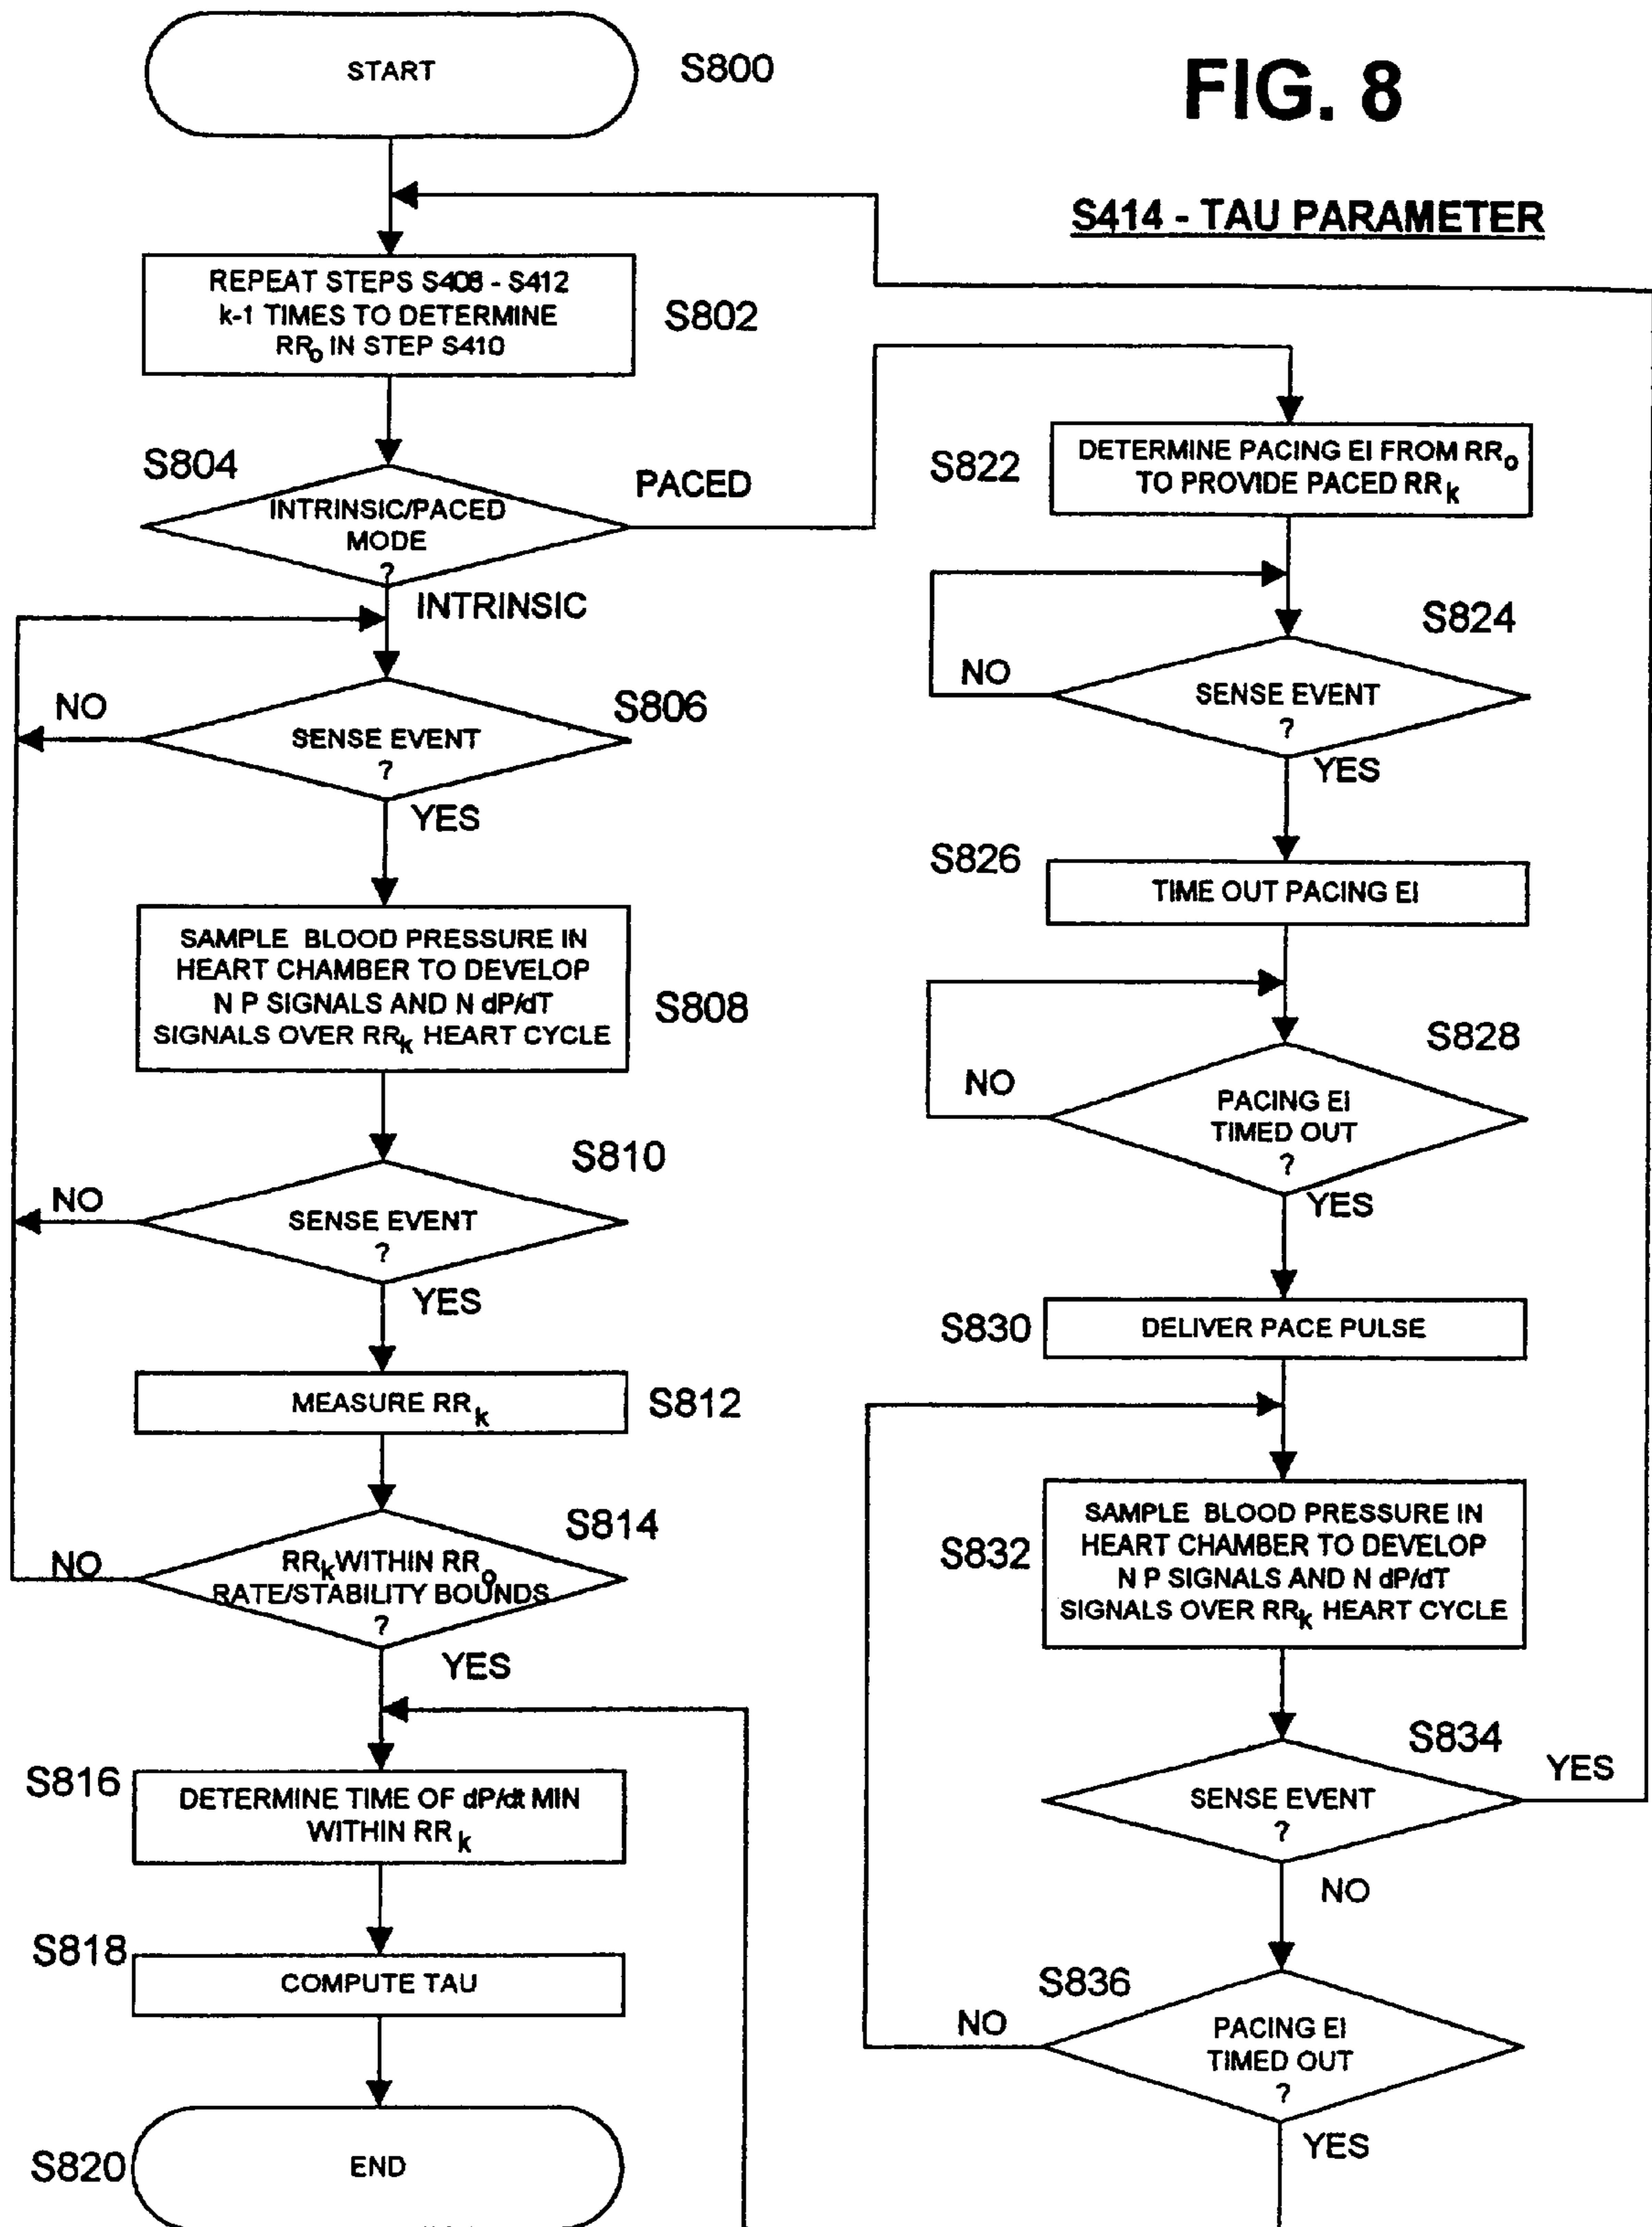 FIG. 8
S414 - TAU PARAMETER
START
S800
REPEAT STEPS S408 - S412
k-1 TIMES TO DETERMINE
RRo IN STEP S410
S802
S804
INTRINSIC/PACED
MODE
?
PACED
INTRINSIC
S806
SENSE EVENT
?
NO
YES
SAMPLE BLOOD PRESSURE IN
HEART CHAMBER TO DEVELOP
N P SIGNALS AND N dP/dT
SIGNALS OVER RRk HEART CYCLE
S808
S810
SENSE EVENT
?
NO
YES
MEASURE RRk
S812
S814
RRk WITHIN RRo
RATE/STABILITY BOUNDS
?
NO
YES
S816
DETERMINE TIME OF dP/dt MIN
WITHIN RRk
S818
COMPUTE TAU
S820
END
S822
DETERMINE PACING EI FROM RRo
TO PROVIDE PACED RRk
S824
NO
SENSE EVENT
?
YES
S826
TIME OUT PACING EI
S828
NO
PACING EI
TIMED OUT
?
YES
S830
DELIVER PACE PULSE
S832
SAMPLE BLOOD PRESSURE IN
HEART CHAMBER TO DEVELOP
N P SIGNALS AND N dP/dT
SIGNALS OVER RRk HEART CYCLE
S834
YES
SENSE EVENT
?
NO
S836
NO
PACING EI
TIMED OUT
?
YES